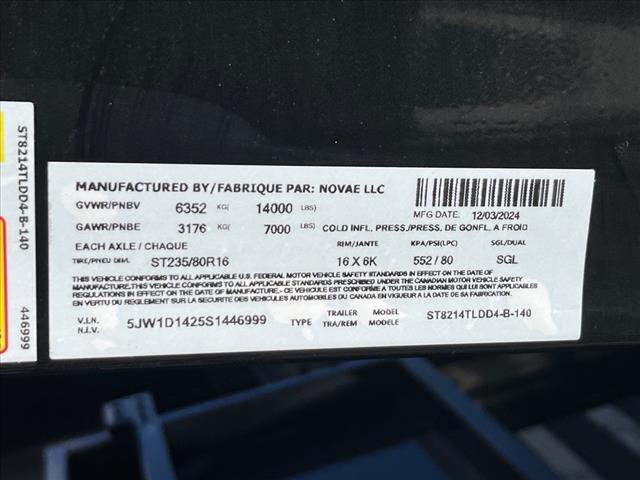 ST8214TLDD4-B-140
446999
MANUFACTURED BY/FABRIQUE PAR: NOVAE LLC
GVWR/PNBV 6352 KG( 14000 LBS) MFG DATE: 12/03/2024
GAWR/PNBE 3176 KG( 7000 LBS) COLD INFL. PRESS/PRESS. DE GONFL. A FROID
EACH AXLE / CHAQUE RIM/JANTE KPA/PSI(LPC) SGL/DUAL
TIRE/PNEU DIM. ST235/80R16 16 X 6K 552 / 80 SGL
THIS VEHICLE CONFORMS TO ALL APPLICABLE U.S. FEDERAL MOTOR VEHICLE SAFETY STANDARDS IN EFFECT ON THE
DATE OF MANUFACTURE.
THIS VEHICLE CONFORMS TO ALL APPLICABLE STANDARDS PRESCRIBED UNDER THE CANADIAN MOTOR VEHICLE SAFETY
REGULATIONS IN EFFECT ON THE DATE OF MANUFACTURE.- CE VEHICULE EST CONFORME A TOUTES LES NORMES QUI LUI SONT
APPLICABLES EN VERTU DU REGLEMENT SUR LA SECURITE DES VEHICULES AUTOMOBILES DU CANADA EN VIGUEUR A LA DATE DE SA FABRICATION.
V.I.N. 5JW1D1425S1446999 TYPE TRAILER MODEL ST8214TLDD4-B-140
N.I.V. TRA/REM MODEL